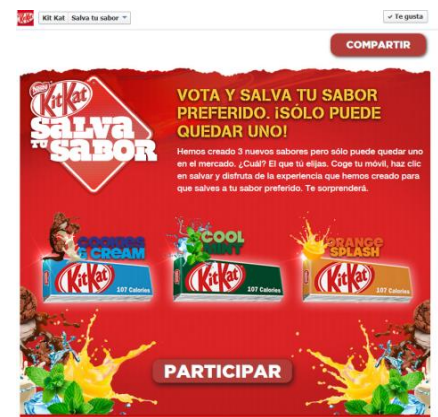 Kit Kat Salva tu sabor
Te gusta
COMPARTIR
Nestlé
KitKat
SALVA
TU SABOR
VOTA Y SALVA TU SABOR
PREFERIDO. ¡SÓLO PUEDE
QUEDAR UNO!
Hemos creado 3 nuevos sabores pero sólo puede quedar uno
en el mercado. ¿Cuál? El que tú elijas. Coge tu móvil, haz clic
en salvar y disfruta de la experiencia que hemos creado para
que salves a tu sabor preferido. Te sorprenderá.
COOKIES
& CREAM
KitKat
107 Calories
COOL
MINT
KitKat
107 Calories
ORANGE
SPLASH
KitKat
107 Calories
PARTICIPAR